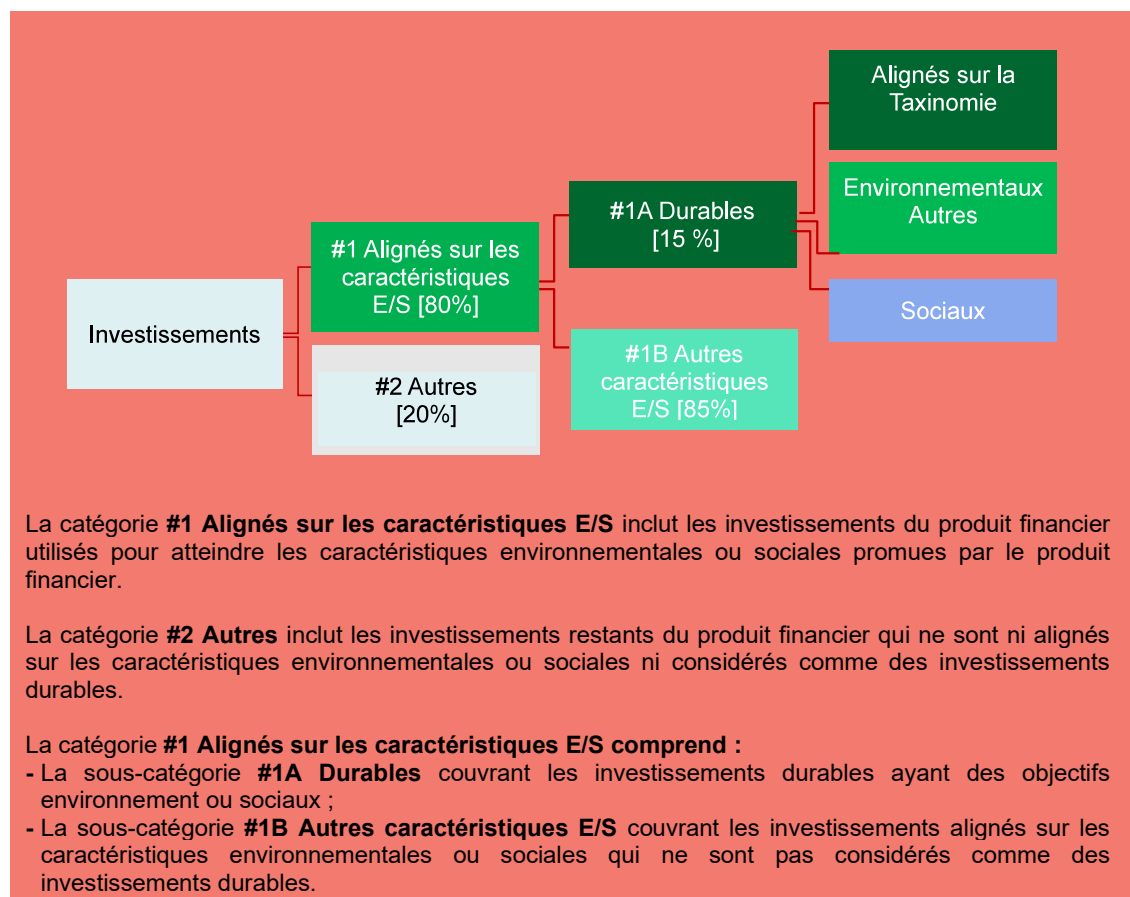 Alignés sur la
Taxinomie
Environnementaux
Autres
#1A Durables
[15 %]
#1 Alignés sur les
caractéristiques
E/S [80%]
Sociaux
Investissements
#1B Autres
caractéristiques
E/S [85%]
#2 Autres
[20%]
La catégorie #1 Alignés sur les caractéristiques E/S inclut les investissements du produit financier
utilisés pour atteindre les caractéristiques environnementales ou sociales promues par le produit
financier.
La catégorie #2 Autres inclut les investissements restants du produit financier qui ne sont ni alignés
sur les caractéristiques environnementales ou sociales ni considérés comme des investissements
durables.
La catégorie #1 Alignés sur les caractéristiques E/S comprend :
- La sous-catégorie #1A Durables couvrant les investissements durables ayant des objectifs
environnement ou sociaux ;
- La sous-catégorie #1B Autres caractéristiques E/S couvrant les investissements alignés sur les
caractéristiques environnementales ou sociales qui ne sont pas considérés comme des
investissements durables.